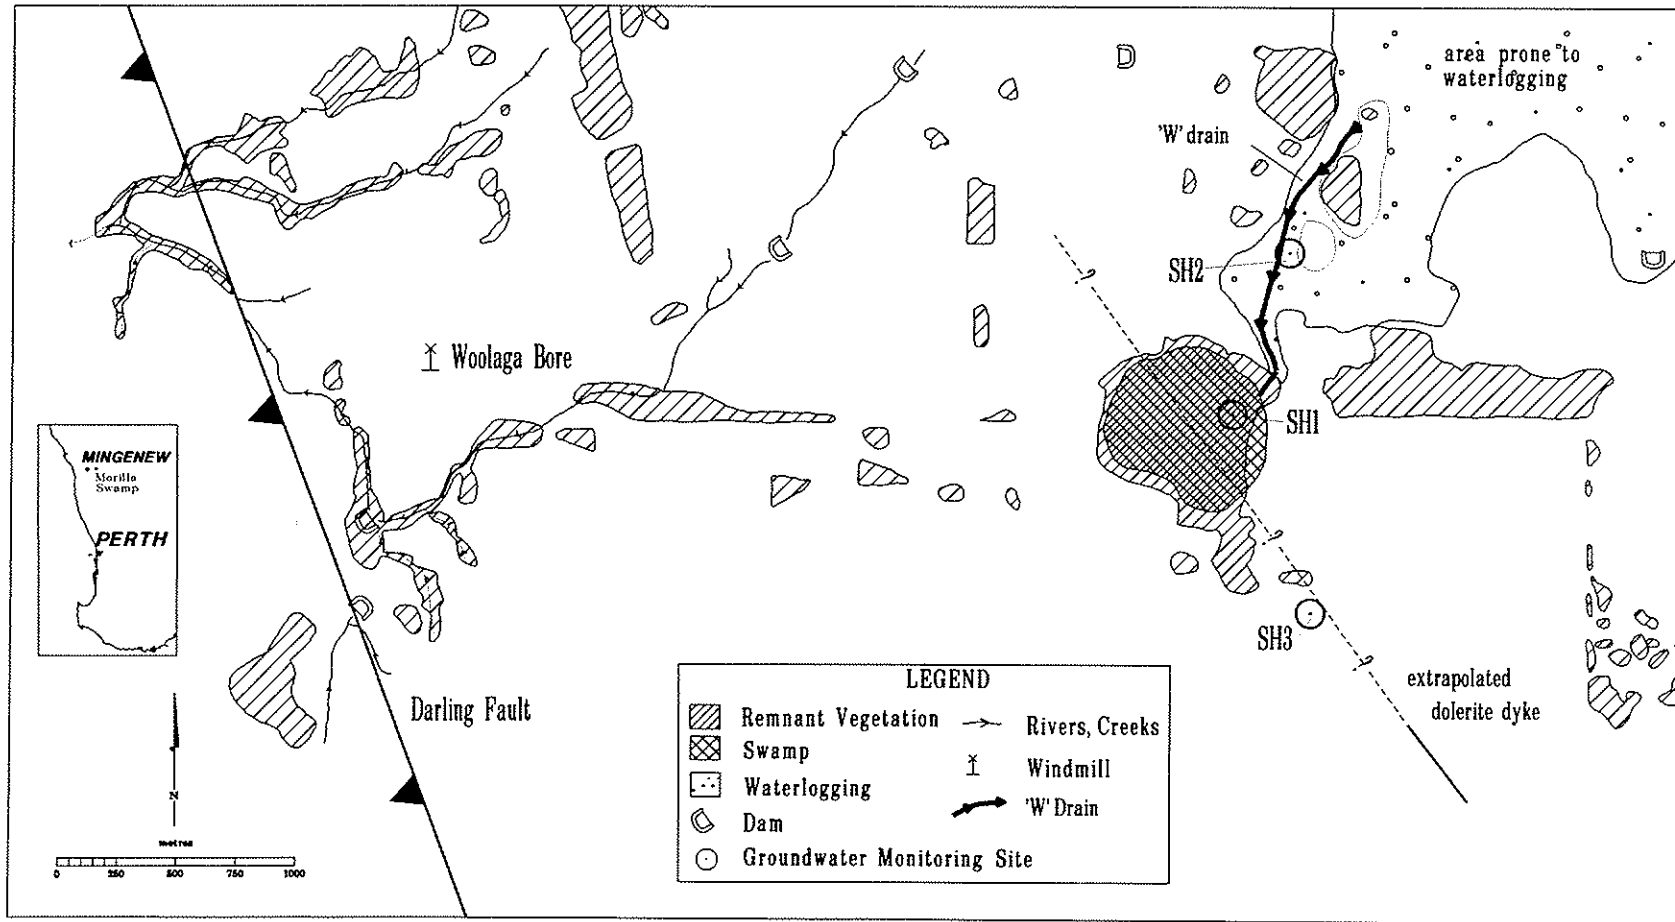 area prone to
waterlogging
'W' drain
SH2
Woolaga Bore
SH1
MINGENEW
Morilla
Swamp
PERTH
SH3
LEGEND
Remnant Vegetation
Swamp
Waterlogging
Dam
Groundwater Monitoring Site
Rivers, Creeks
Windmill
'W' Drain
extrapolated
dolerite dyke
Darling Fault
N
metres
0 250 500 750 1000